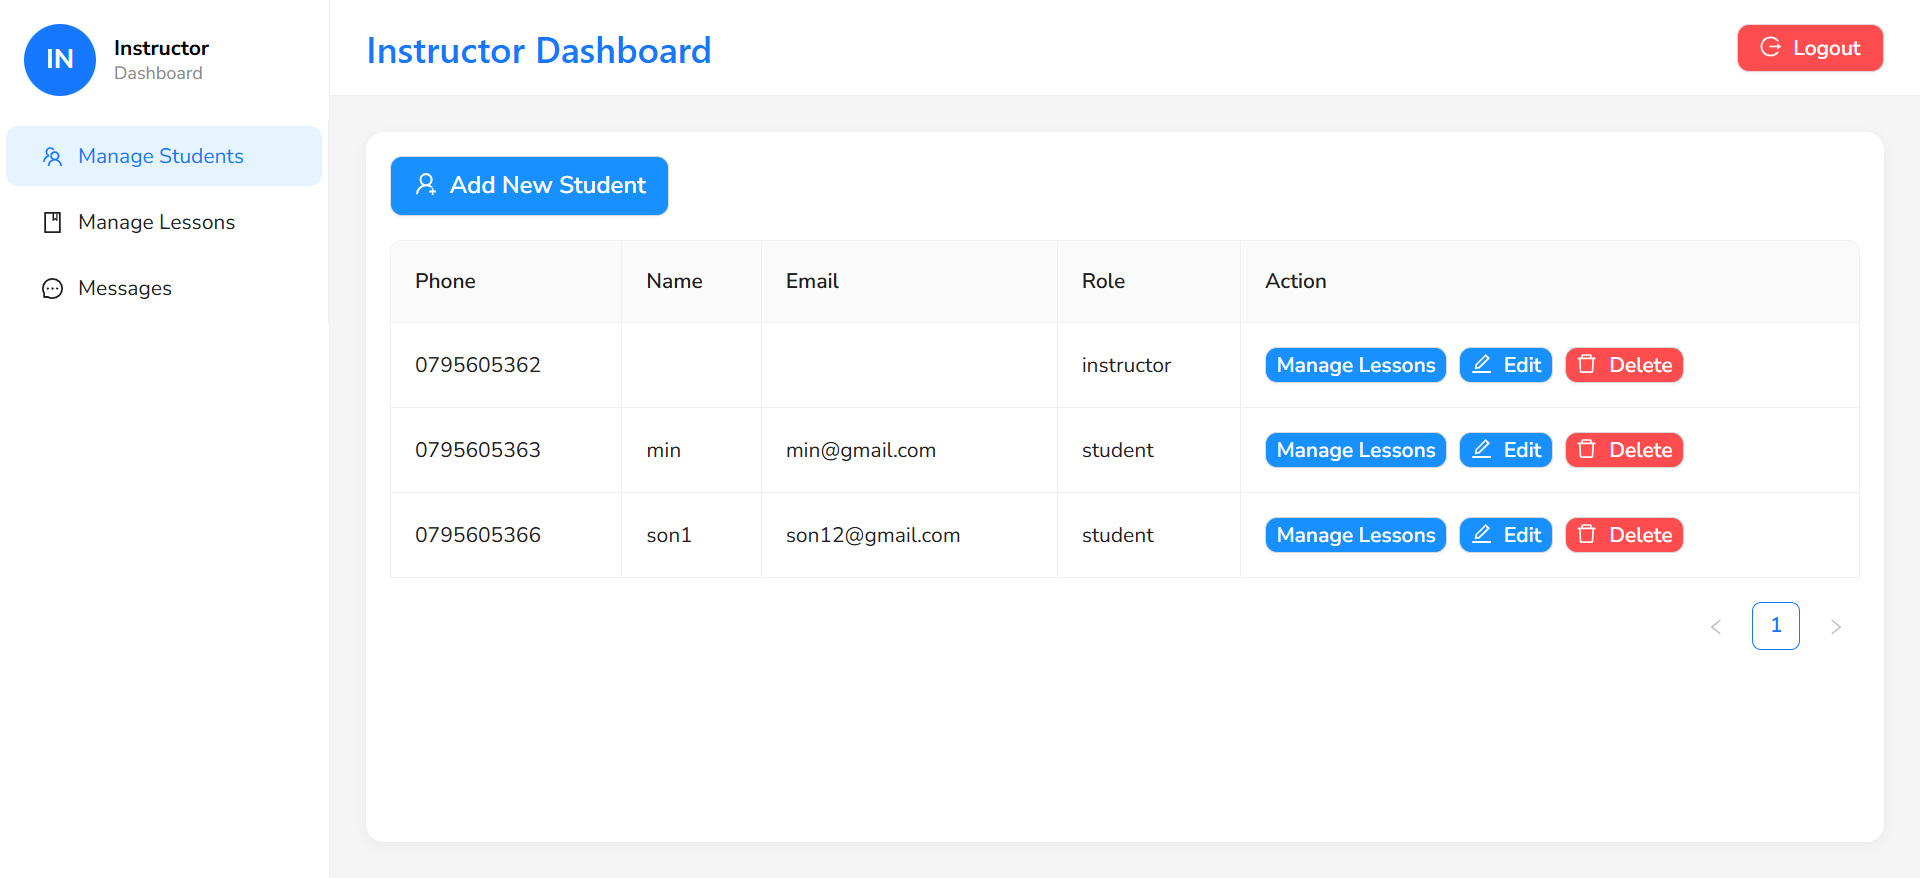 IN
Instructor
Dashboard
Manage Students
Manage Lessons
Messages
Instructor Dashboard
Logout
Add New Student
Phone Name Email Role Action
0795605362 instructor Manage Lessons Edit Delete
0795605363 min min@gmail.com student Manage Lessons Edit Delete
0795605366 son1 son12@gmail.com student Manage Lessons Edit Delete
< 1 >